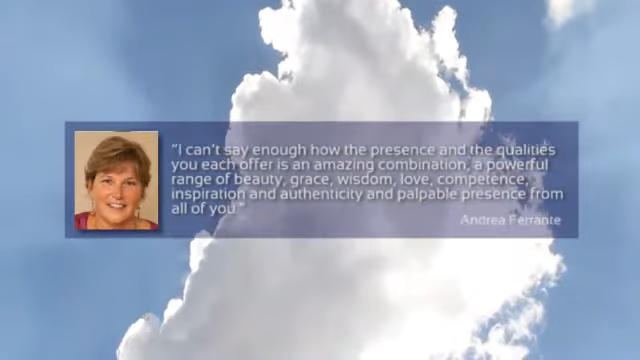 "I can't say enough how the presence and the qualities
you each offer is an amazing combination, a powerful
range of beauty, grace, wisdom, love, competence,
inspiration and authenticity and palpable presence from
all of you."
Andrea Ferrante